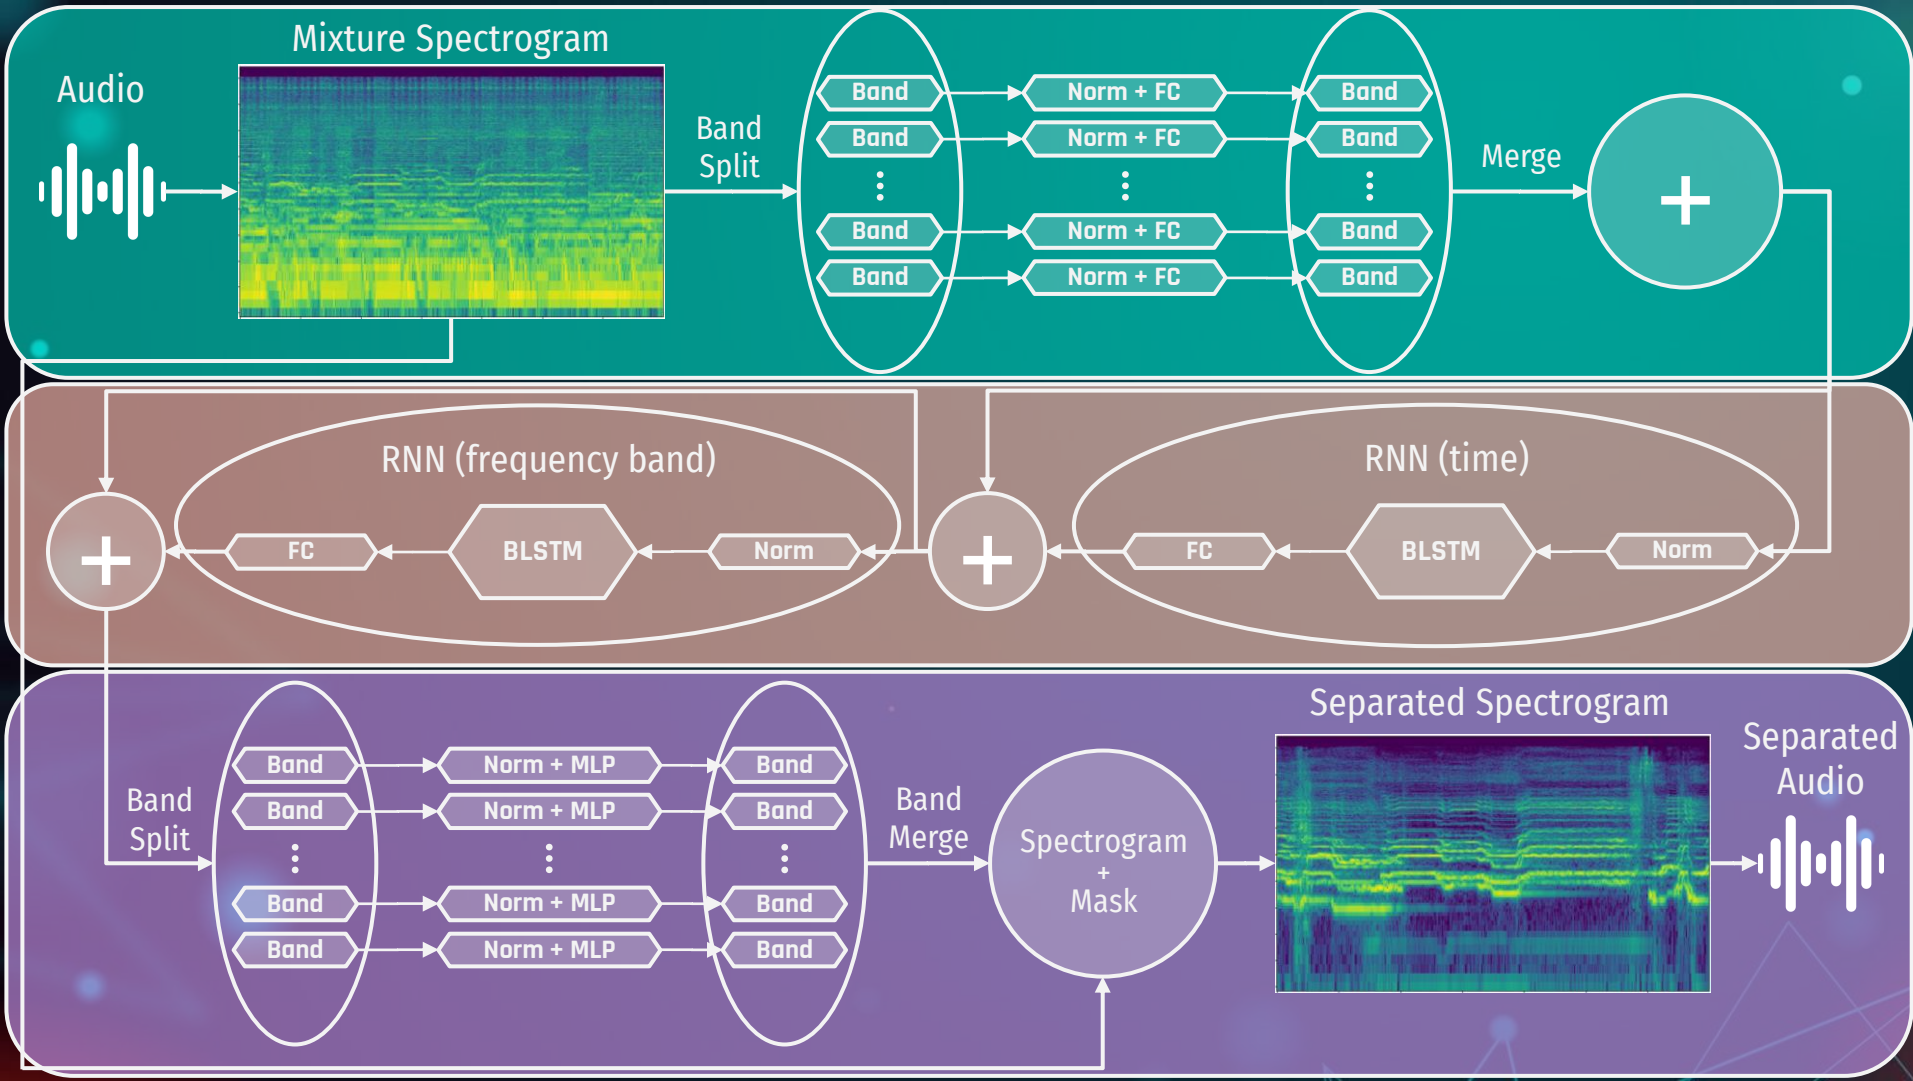 Mixture Spectrogram
Audio
Band
Split
Band
Band
Band
Band
Norm + FC
Norm + FC
Norm + FC
Norm + FC
Band
Band
Band
Band
Merge
+
RNN (frequency band)
RNN (time)
+
FC
BLSTM
Norm
+
FC
BLSTM
Norm
Band
Split
Band
Band
Band
Band
Norm + MLP
Norm + MLP
Norm + MLP
Norm + MLP
Band
Band
Band
Band
Band
Merge
Spectrogram
+
Mask
Separated Spectrogram
Separated
Audio